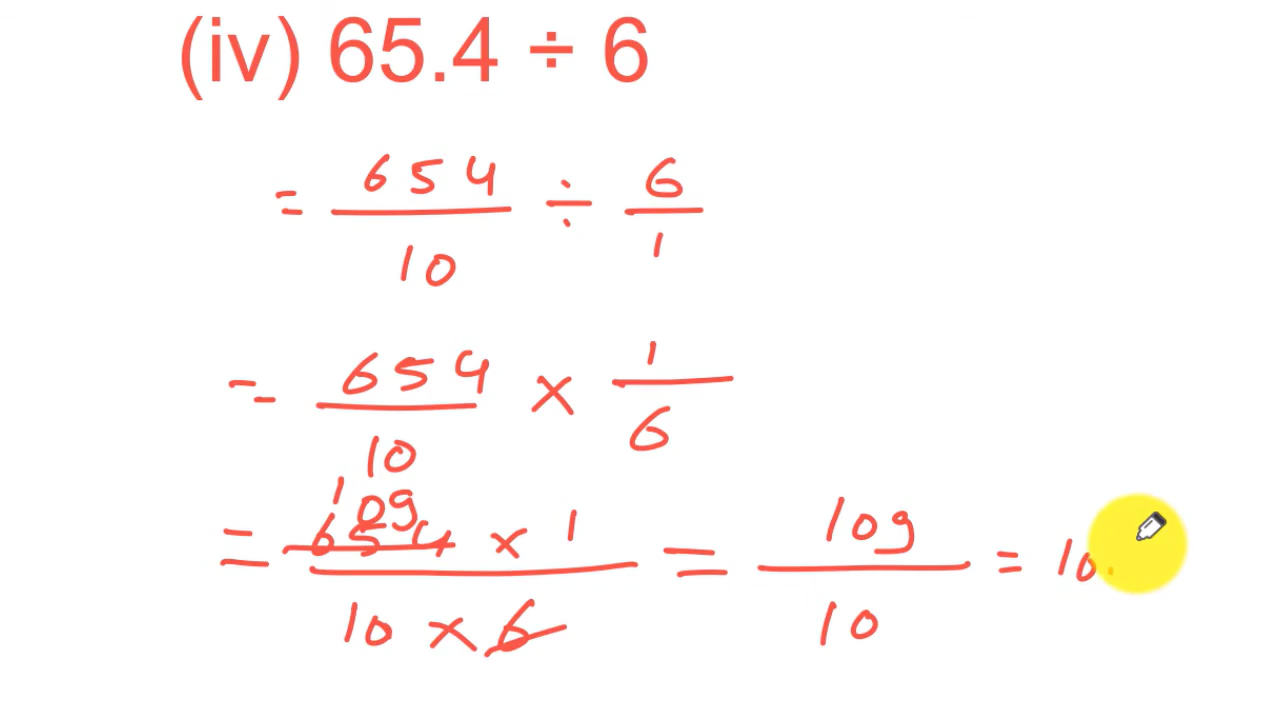 (iv) 65.4 ÷ 6
= 654/10 ÷ 6/1
= 654/10 × 1/6
109
= 654 × 1 / 10 × 6 = 109/10 = 10.